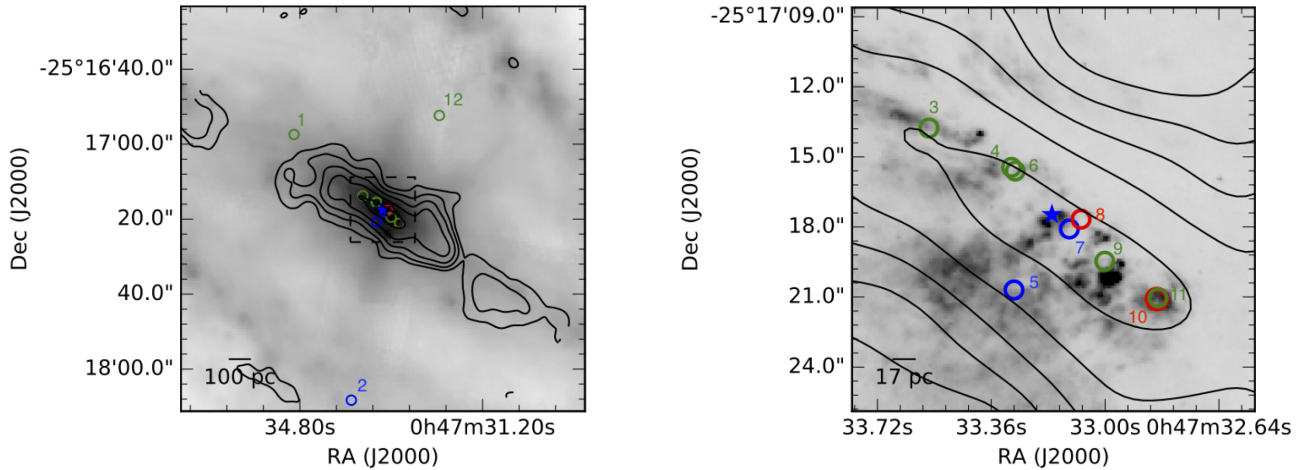 -25°16'40.0"
17'00.0"
20.0"
40.0"
18'00.0"
Dec (J2000)
1
12
2
100 pc
34.80s
0h47m31.20s
RA (J2000)
-25°17'09"
12.0"
15.0"
18.0"
21.0"
24.0"
Dec (J2000)
3
4
6
8
7
9
5
11
10
17 pc
33.72s
33.36s
33.00s
0h47m32.64s
RA (J2000)